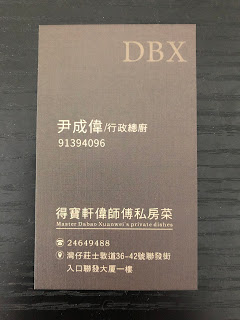 DBX
尹成偉/行政總廚
91394096
得寶軒偉師傅私房菜
Master Dabao Xuanwei's private dishes
☎ 24649488
灣仔莊士敦道36-42號聯發街
入口聯發大厦一樓